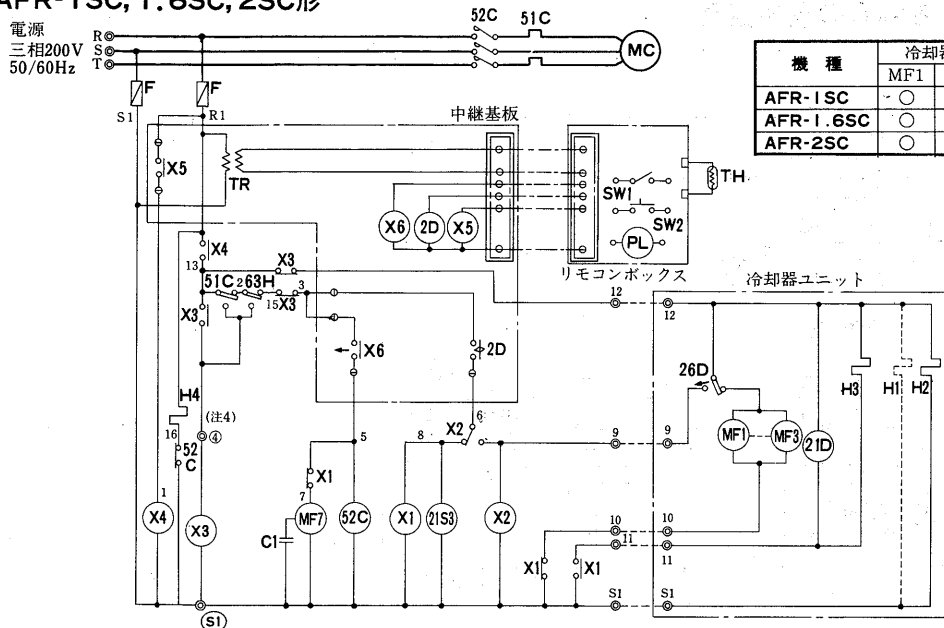 AFR-1SC, 1.6SC, 2SC形
電源
三相200V
50/60Hz
R
S
T
52C
51C
MC
F
F
S1
R1
機種
冷却器
MF1
AFR-1SC ○
AFR-1.6SC ○
AFR-2SC ○
中継基板
X5
TR
X6
2D
X5
SW1
SW2
PL
TH
リモコンボックス
X4
13
X3
51C
2
63H
15
X3
3
X3
X6
2D
12
冷却器ユニット
12
26D
H3
H1
H2
MF1
MF3
21D
H4
(注4)
④
16
52
C
5
6
8
X2
9
9
1
X4
X3
X1
7
MF7
C1
52C
X1
21S3
X2
10
10
11
11
X1
X1
S1
S1
S1